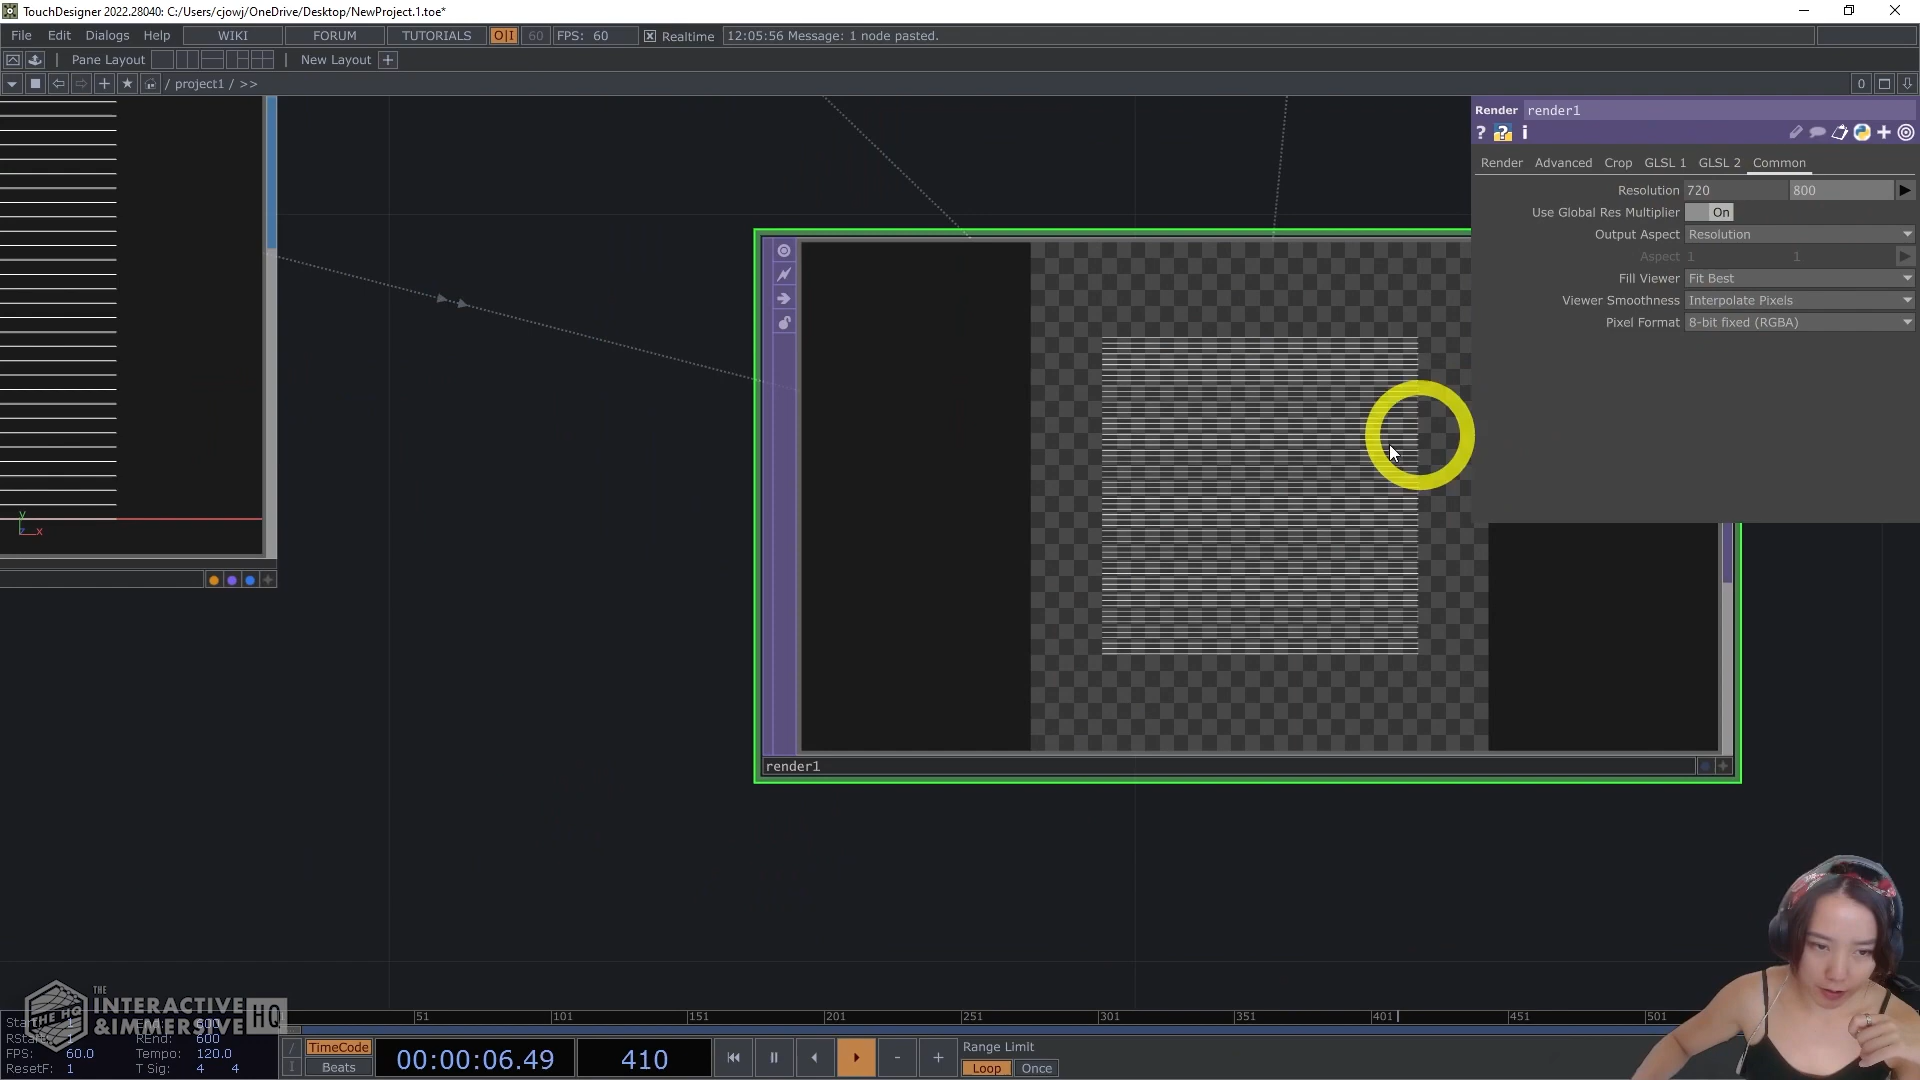 TouchDesigner 2022.28040: C:/Users/cjowj/OneDrive/Desktop/NewProject.1.toe*
File Edit Dialogs Help WIKI FORUM TUTORIALS O|I 60 FPS: 60 Realtime 12:05:56 Message: 1 node pasted.
Pane Layout New Layout +
/ project1 / >> 0
Render render1
? ? i
Render Advanced Crop GLSL 1 GLSL 2 Common
Resolution 720 800
Use Global Res Multiplier On
Output Aspect Resolution
Aspect 1 1
Fill Viewer Fit Best
Viewer Smoothness Interpolate Pixels
Pixel Format 8-bit fixed (RGBA)
y
x
render1
THE
INTERACTIVE
& IMMERSIVE HQ
THE HQ
51 101 151 201 251 301 351 401 451 501
600
REnd: 600
FPS: 60.0 Tempo: 120.0
ResetF: 1 T Sig: 4 4
TimeCode
Beats
00:00:06.49 410
Range Limit
Loop Once